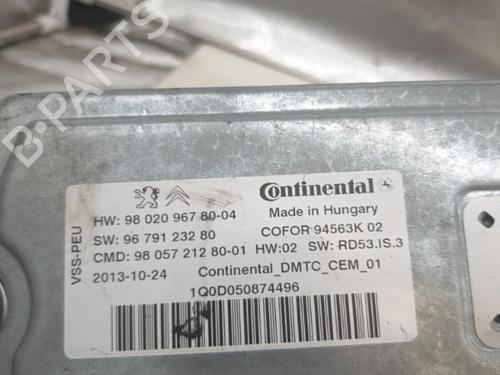 B-PARTS
Continental
Made in Hungary
HW: 98 020 967 80-04
COFOR 94563K 02
SW: 96 791 232 80
HW:02 SW: RD53.IS.3
CMD: 98 057 212 80-01
2013-10-24 Continental_DMTC_CEM_01
1Q0D050874496
VSS-PEU